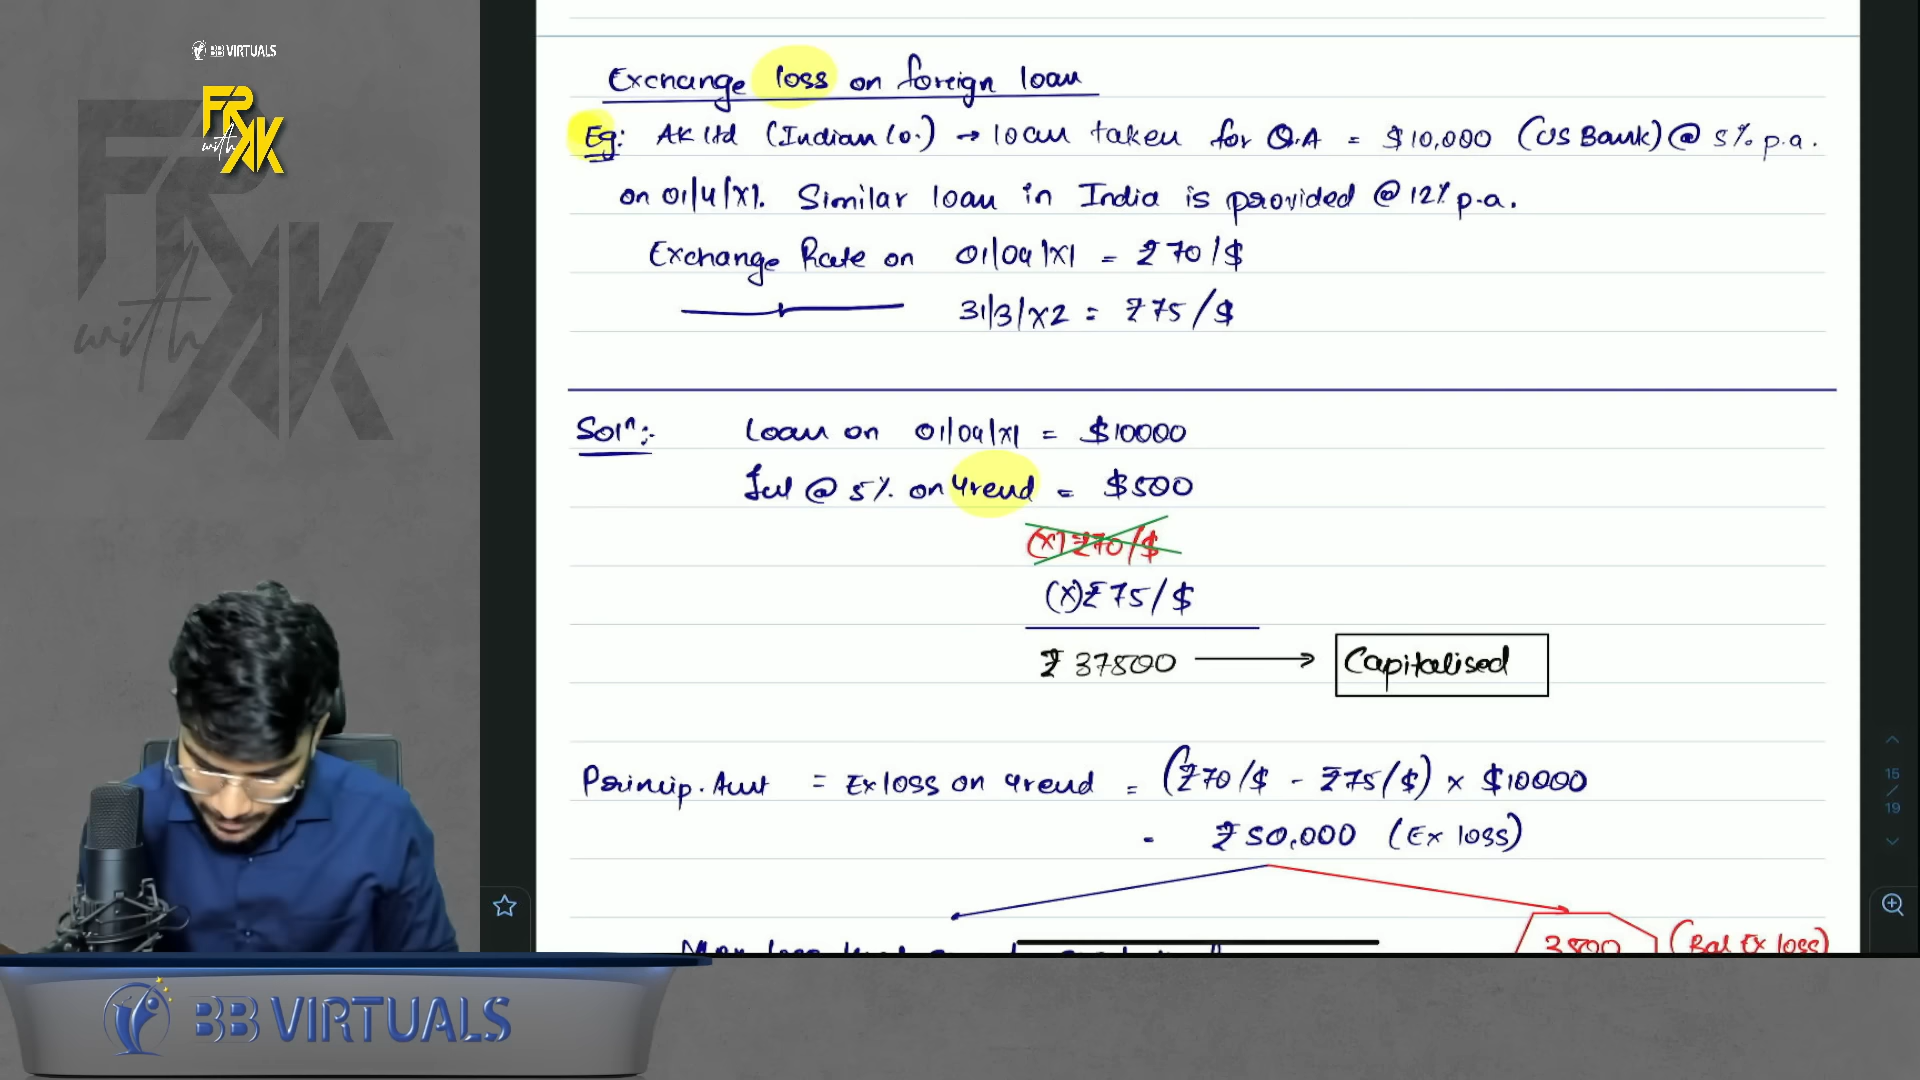 BB VIRTUALS
FR
with
AK
Exchange loss on foreign loan
Eg: AK ltd (Indian Co.) → loan taken for Q.A = $10,000 (US Bank) @ 5% p.a.
on 01/4/X1. Similar loan in India is provided @ 12% p.a.
Exchange Rate on 01/04/X1 = ₹70/$
31/3/X2 = ₹75/$
Solⁿ:- Loan on 01/04/X1 = $10000
Int @ 5% on yrend = $500
(X) ₹70/$
(X) ₹75/$
₹ 37500 → Capitalised
Princip. Amt = Ex loss on yrend = (₹70/$ - ₹75/$) × $10000
= ₹50,000 (Ex loss)
3500 (Bal Ex loss)
15
/
19
BB VIRTUALS